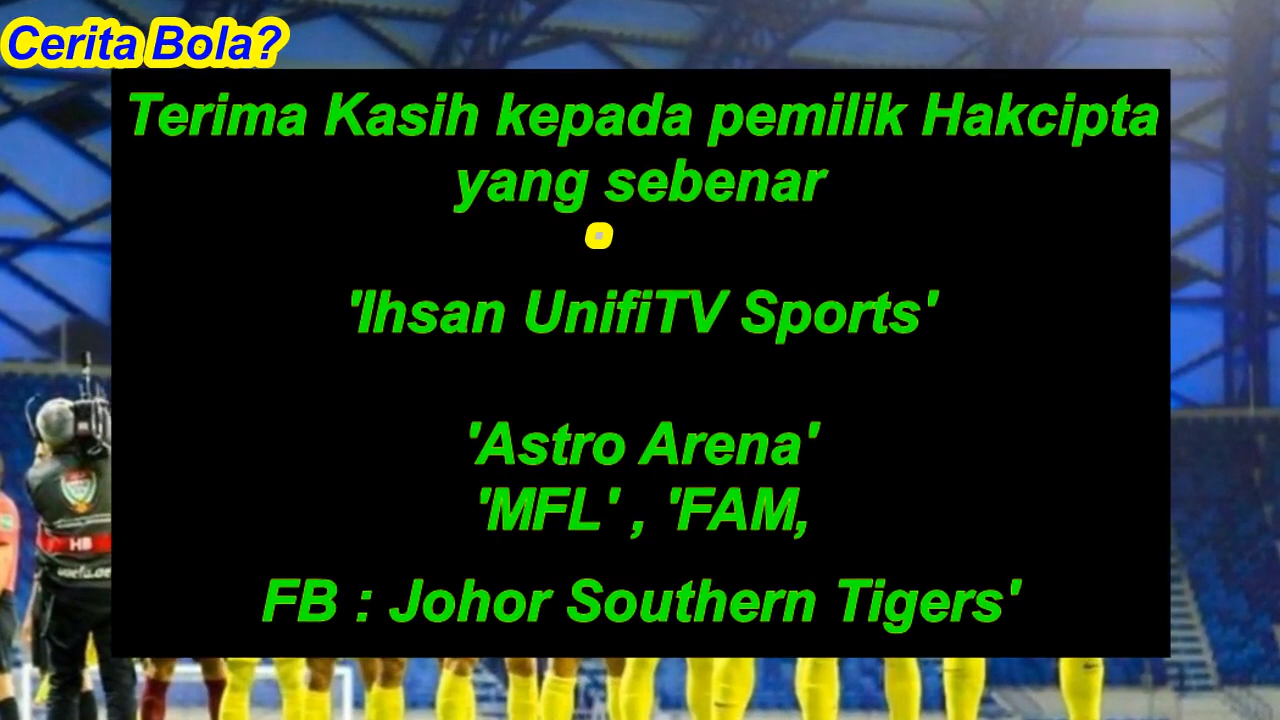 Cerita Bola?
Terima Kasih kepada pemilik Hakcipta
yang sebenar
'Ihsan UnifiTV Sports'
'Astro Arena'
'MFL' , 'FAM,
FB : Johor Southern Tigers'
HB